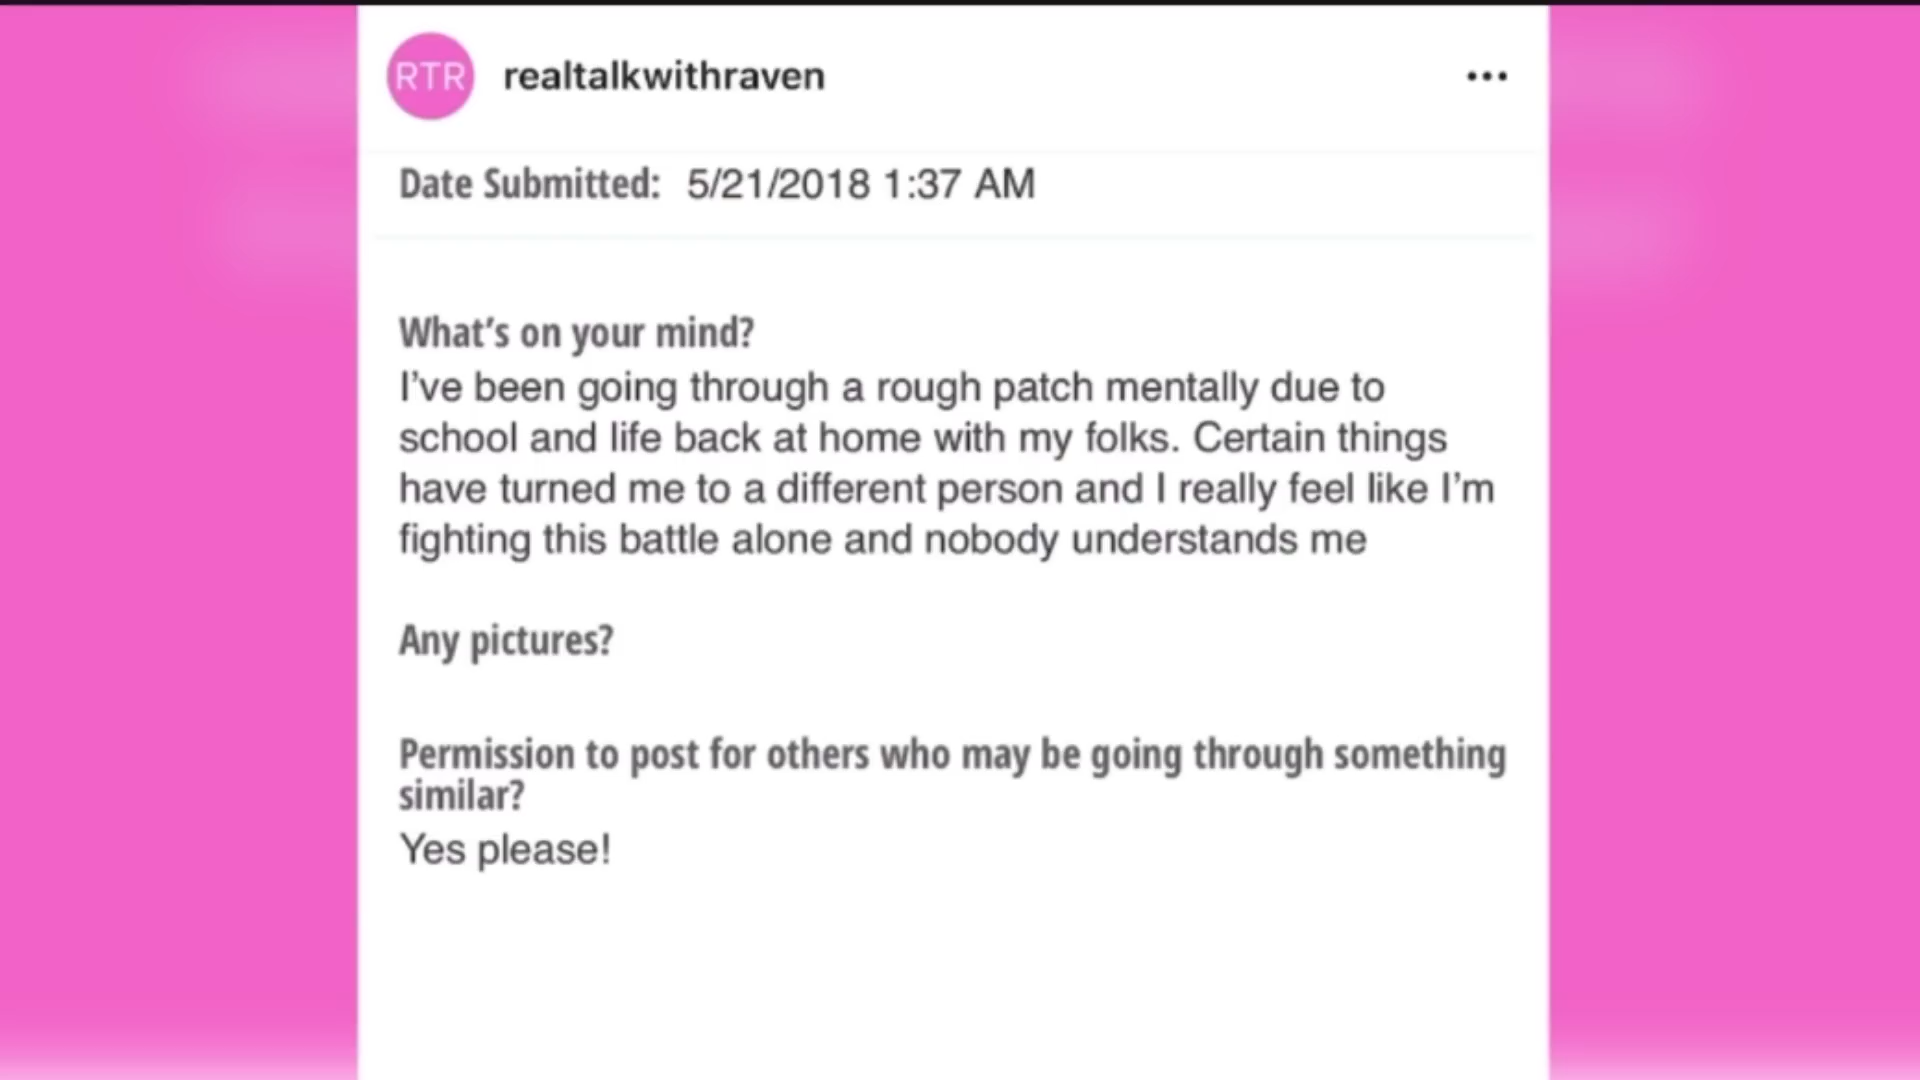 RTR realtalkwithraven
Date Submitted: 5/21/2018 1:37 AM
What's on your mind?
I've been going through a rough patch mentally due to
school and life back at home with my folks. Certain things
have turned me to a different person and I really feel like I'm
fighting this battle alone and nobody understands me
Any pictures?
Permission to post for others who may be going through something
similar?
Yes please!